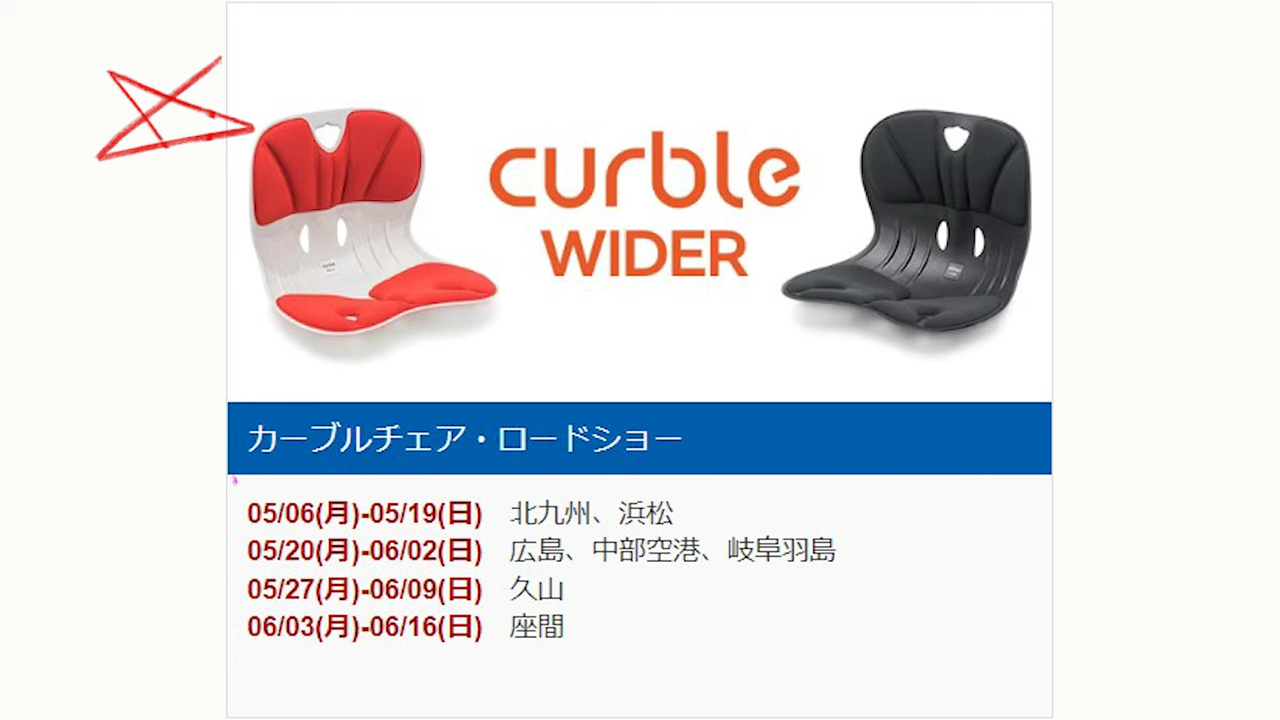 curble
WIDER
カーブルチェア・ロードショー
05/06(月)-05/19(日) 北九州、浜松
05/20(月)-06/02(日) 広島、中部空港、岐阜羽島
05/27(月)-06/09(日) 久山
06/03(月)-06/16(日) 座間